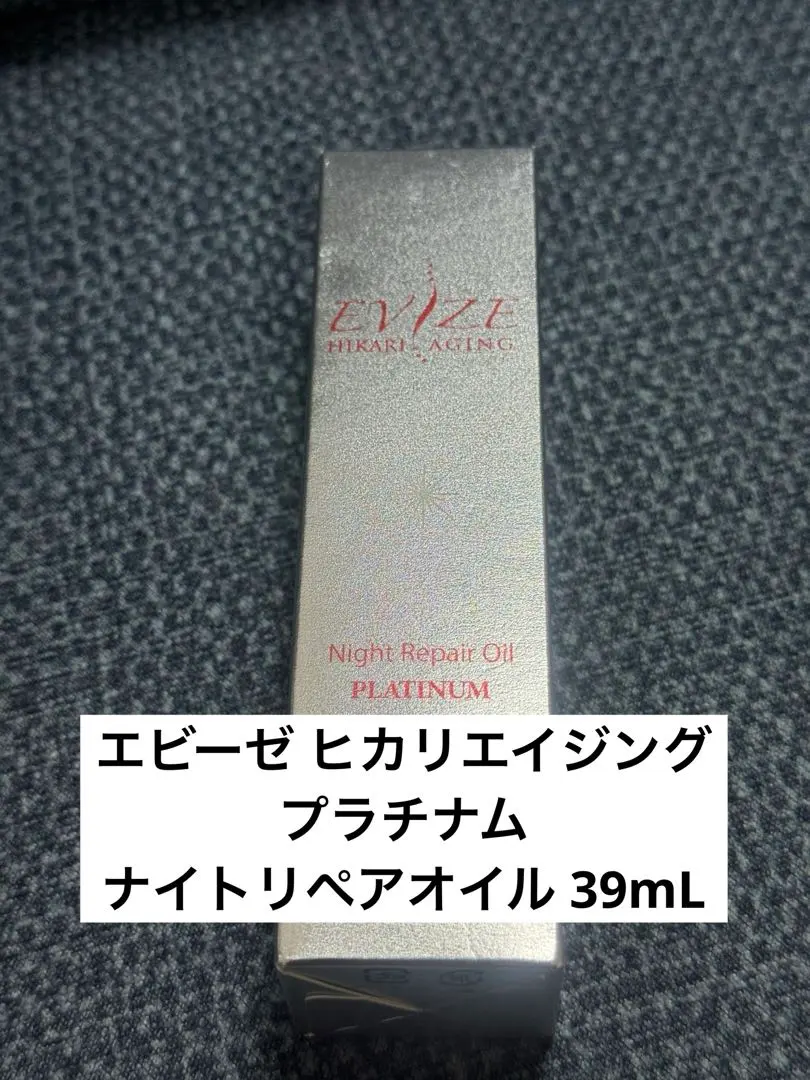 EVIZE
HIKARI AGING
Night Repair Oil
PLATINUM
エビーゼ ヒカリエイジング
プラチナム
ナイトリペアオイル 39mL